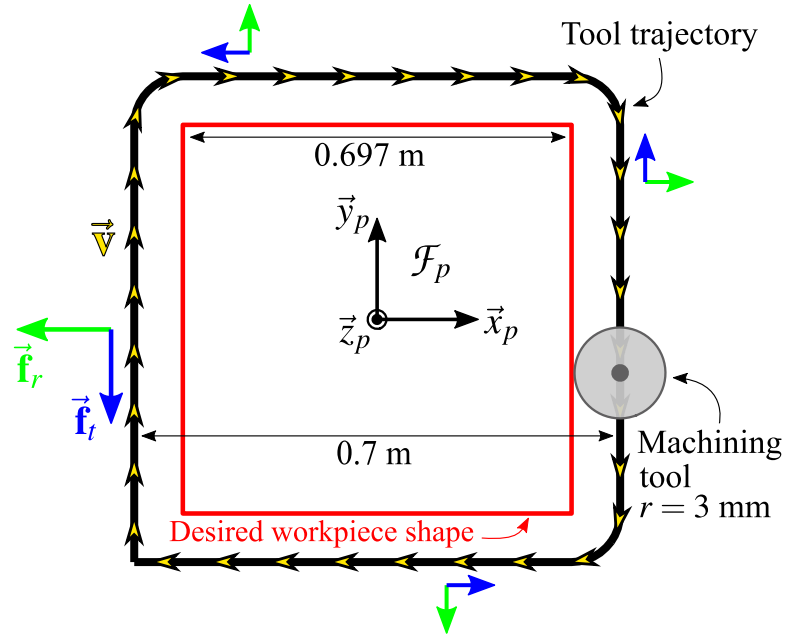 Tool trajectory
0.697 m
y⃗p
ℱp
v⃗
z⃗p
x⃗p
f⃗r
f⃗t
0.7 m
Machining
tool
r = 3 mm
Desired workpiece shape